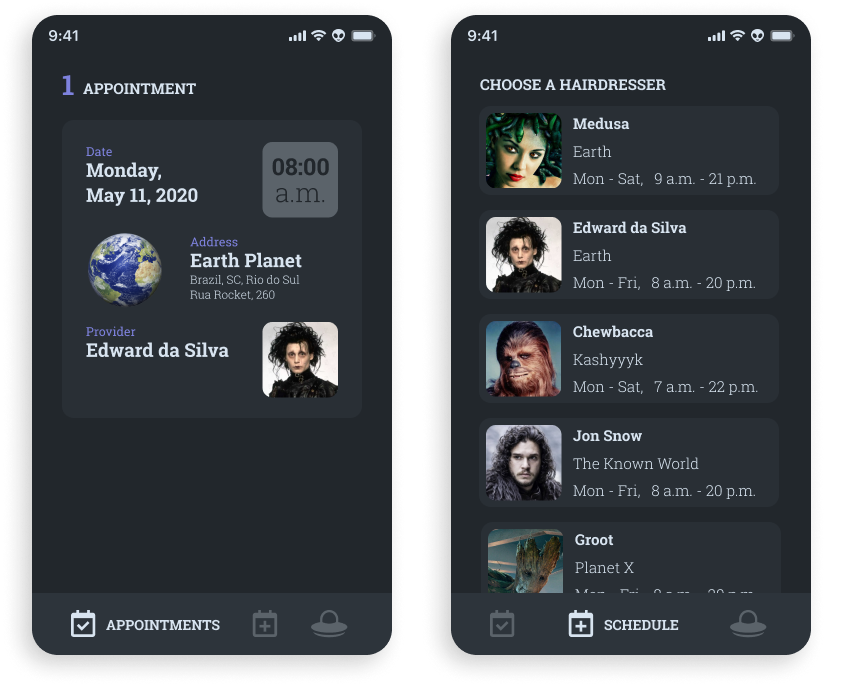 9:41
1 APPOINTMENT
Date
Monday,
May 11, 2020
08:00
a.m.
Address
Earth Planet
Brazil, SC, Rio do Sul
Rua Rocket, 260
Provider
Edward da Silva
APPOINTMENTS
9:41
CHOOSE A HAIRDRESSER
Medusa
Earth
Mon - Sat, 9 a.m. - 21 p.m.
Edward da Silva
Earth
Mon - Fri, 8 a.m. - 20 p.m.
Chewbacca
Kashyyyk
Mon - Sat, 7 a.m. - 22 p.m.
Jon Snow
The Known World
Mon - Fri, 8 a.m. - 20 p.m.
Groot
Planet X
SCHEDULE